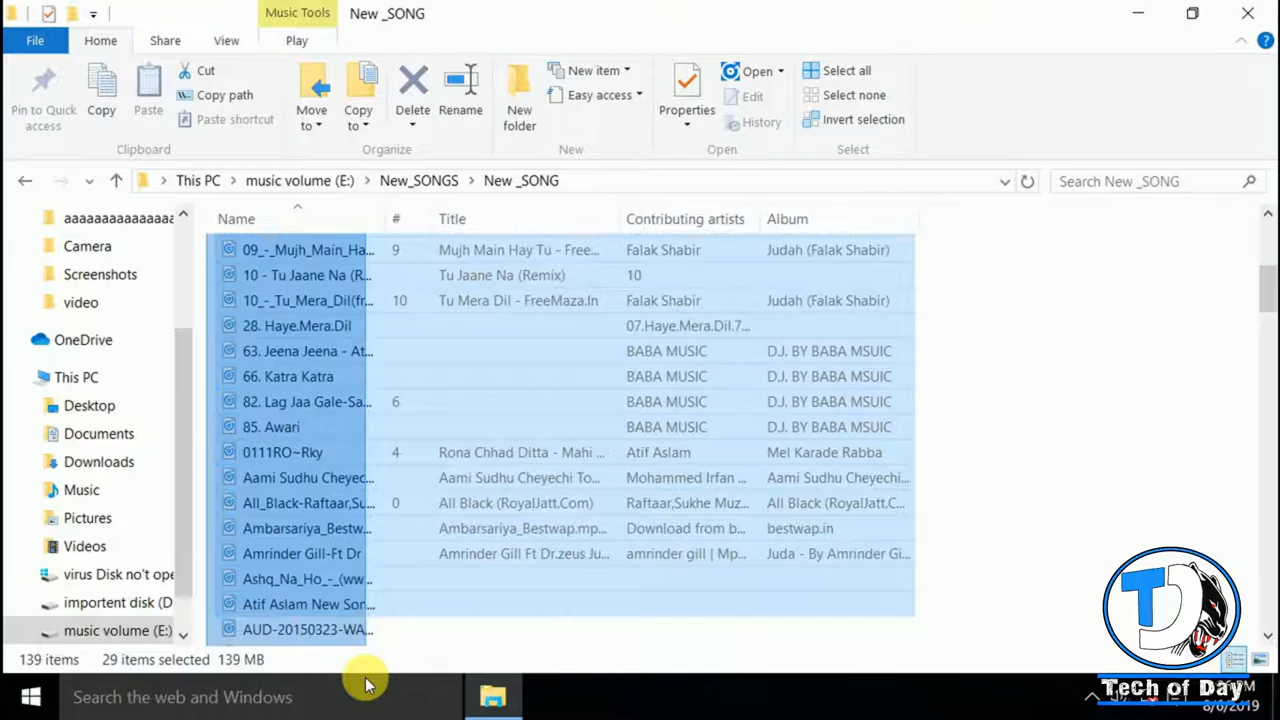 Music Tools New _SONG
File Home Share View Play
Pin to Quick access
Copy
Paste
Cut
Copy path
Paste shortcut
Clipboard
Move to
Copy to
Delete
Rename
Organize
New folder
New item
Easy access
New
Properties
Open
Edit
History
Open
Select all
Select none
Invert selection
Select
This PC > music volume (E:) > New_SONGS > New _SONG
Search New _SONG
aaaaaaaaaaaaaaa
Camera
Screenshots
video
OneDrive
This PC
Desktop
Documents
Downloads
Music
Pictures
Videos
virus Disk no't ope
importent disk (D
music volume (E:)
Name # Title Contributing artists Album
09_-_Mujh_Main_Ha... 9 Mujh Main Hay Tu - Free... Falak Shabir Judah (Falak Shabir)
10 - Tu Jaane Na (R... Tu Jaane Na (Remix) 10
10_-_Tu_Mera_Dil(fr... 10 Tu Mera Dil - FreeMaza.In Falak Shabir Judah (Falak Shabir)
28. Haye.Mera.Dil 07.Haye.Mera.Dil.7...
63. Jeena Jeena - At... BABA MUSIC D.J. BY BABA MSUIC
66. Katra Katra BABA MUSIC D.J. BY BABA MSUIC
82. Lag Jaa Gale-Sa... 6 BABA MUSIC D.J. BY BABA MSUIC
85. Awari BABA MUSIC D.J. BY BABA MSUIC
0111RO~Rky 4 Rona Chhad Ditta - Mahi ... Atif Aslam Mel Karade Rabba
Aami Sudhu Cheyec... Aami Sudhu Cheyechi To... Mohammed Irfan ... Aami Sudhu Cheyechi...
All_Black-Raftaar,Su... 0 All Black (RoyalJatt.Com) Raftaar,Sukhe Muz... All Black (RoyalJatt.C...
Ambarsariya_Bestw... Ambarsariya_Bestwap.mp... Download from b... bestwap.in
Amrinder Gill-Ft Dr Amrinder Gill Ft Dr.zeus Ju... amrinder gill | Mp... Juda - By Amrinder Gi...
Ashq_Na_Ho_-_(ww...
Atif Aslam New Son...
AUD-20150323-WA...
139 items 29 items selected 139 MB
Search the web and Windows
TJ
Tech of Day
8/6/2019